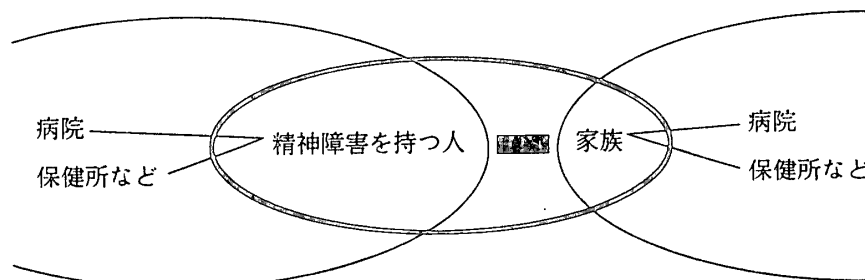 病院
保健所など
精神障害を持つ人
家族
病院
保健所など